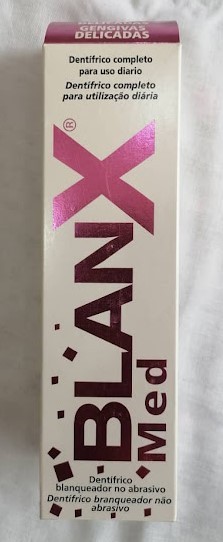 GENGIVAS
DELICADAS
Dentífrico completo
para uso diario
Dentífrico completo
para utilização diária
BLANX®
Med
Dentífrico
blanqueador no abrasivo
Dentífrico branqueador não
abrasivo